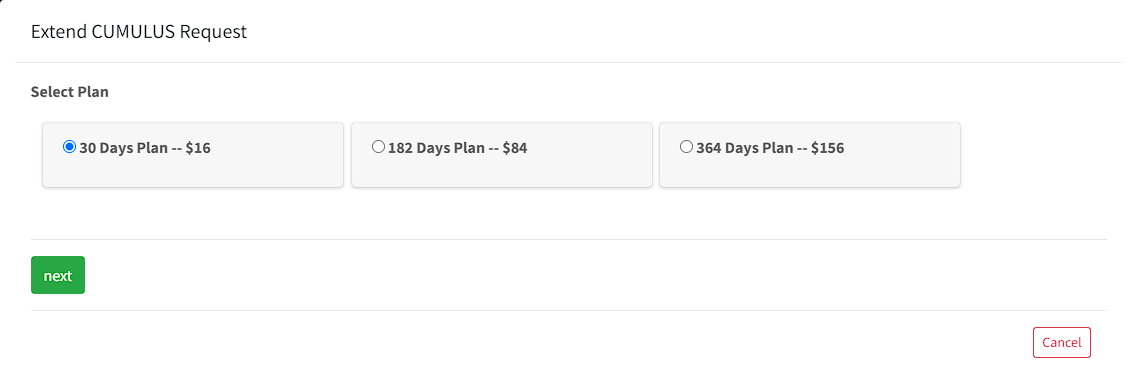 Extend CUMULUS Request
Select Plan
30 Days Plan -- $16
182 Days Plan -- $84
364 Days Plan -- $156
next
Cancel